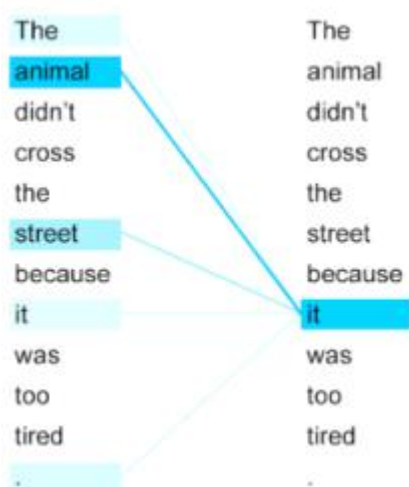 The The
animal animal
didn't didn't
cross cross
the the
street street
because because
it it
was was
too too
tired tired
. .